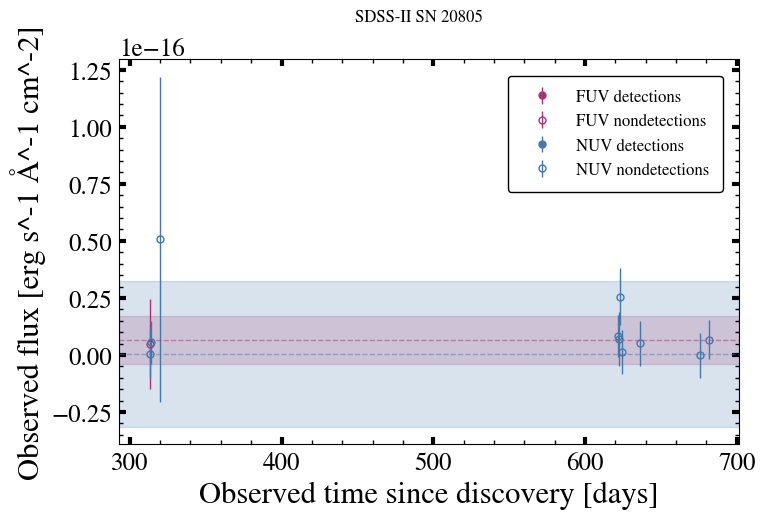 SDSS-II SN 20805
1e−16
Observed flux [erg s^-1 Å^-1 cm^-2]
1.25
1.00
0.75
0.50
0.25
0.00
−0.25
FUV detections
FUV nondetections
NUV detections
NUV nondetections
300 400 500 600 700
Observed time since discovery [days]